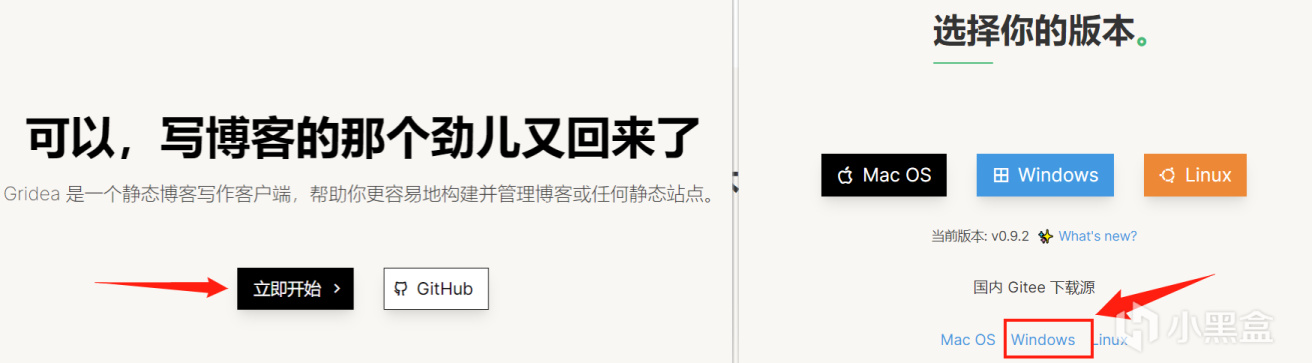 可以，写博客的那个劲儿又回来了
Gridea 是一个静态博客写作客户端，帮助你更容易地构建并管理博客或任何静态站点。
立即开始 GitHub
选择你的版本。
Mac OS Windows Linux
当前版本: v0.9.2 What's new?
国内 Gitee 下载源
Mac OS Windows Linux
小黑盒